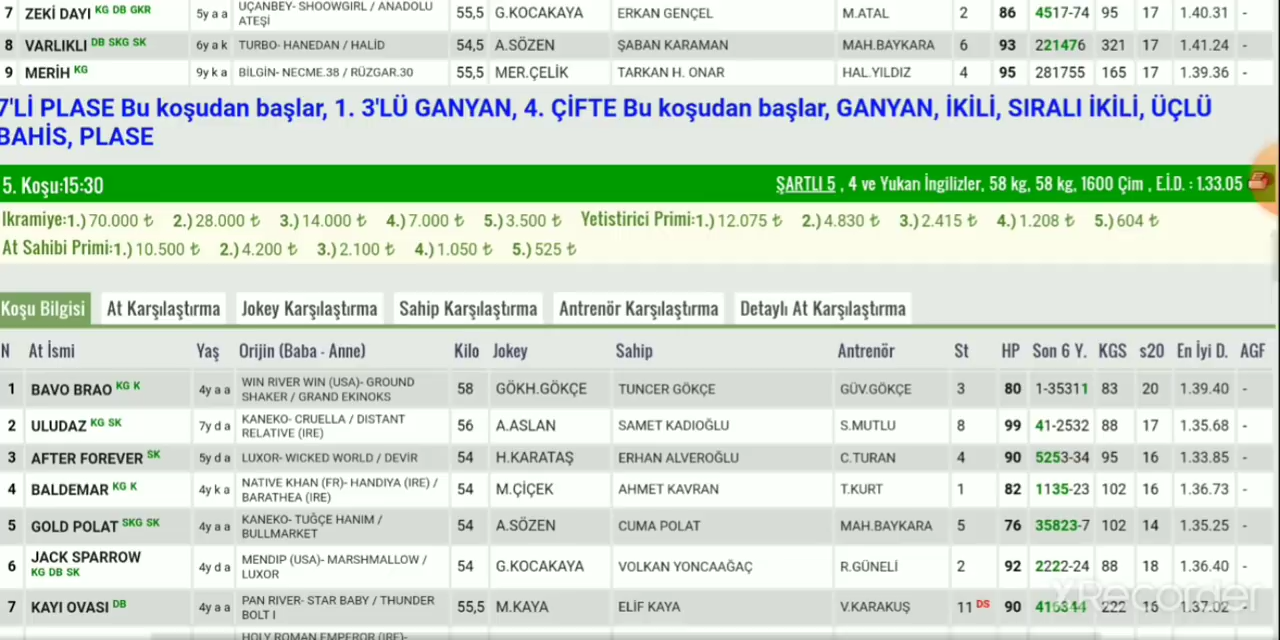 7 ZEKİ DAYI KG DB GKR 5y a a UÇANBEY- SHOOWGIRL / ANADOLU ATEŞİ 55,5 G.KOCAKAYA ERKAN GENÇEL M.ATAL 2 86 4517-74 95 17 1.40.31 -
8 VARLIKLI DB SKG SK 6y a k TURBO- HANEDAN / HALİD 54,5 A.SÖZEN ŞABAN KARAMAN MAH.BAYKARA 6 93 221476 321 17 1.41.24 -
9 MERİH KG 9y k a BİLGİN- NECME.38 / RÜZGAR.30 55,5 MER.ÇELİK TARKAN H. ONAR HAL.YILDIZ 4 95 281755 165 17 1.39.36 -
7'Lİ PLASE Bu koşudan başlar, 1. 3'LÜ GANYAN, 4. ÇİFTE Bu koşudan başlar, GANYAN, İKİLİ, SIRALI İKİLİ, ÜÇLÜ
BAHİS, PLASE
5. Koşu:15:30 ŞARTLI 5 , 4 ve Yukarı İngilizler, 58 kg, 58 kg, 1600 Çim , E.İ.D. : 1.33.05
Ikramiye:1.) 70.000 ₺ 2.) 28.000 ₺ 3.) 14.000 ₺ 4.) 7.000 ₺ 5.) 3.500 ₺ Yetistirici Primi:1.) 12.075 ₺ 2.) 4.830 ₺ 3.) 2.415 ₺ 4.) 1.208 ₺ 5.) 604 ₺
At Sahibi Primi:1.) 10.500 ₺ 2.) 4.200 ₺ 3.) 2.100 ₺ 4.) 1.050 ₺ 5.) 525 ₺
Koşu Bilgisi At Karşılaştırma Jokey Karşılaştırma Sahip Karşılaştırma Antrenör Karşılaştırma Detaylı At Karşılaştırma
N At İsmi Yaş Orijin (Baba - Anne) Kilo Jokey Sahip Antrenör St HP Son 6 Y. KGS s20 En İyi D. AGF
1 BAVO BRAO KG K 4y a a WIN RIVER WIN (USA)- GROUND SHAKER / GRAND EKINOKS 58 GÖKH.GÖKÇE TUNCER GÖKÇE GÜV.GÖKÇE 3 80 1-35311 83 20 1.39.40 -
2 ULUDAZ KG SK 7y d a KANEKO- CRUELLA / DISTANT RELATIVE (IRE) 56 A.ASLAN SAMET KADIOĞLU S.MUTLU 8 99 41-2532 88 17 1.35.68 -
3 AFTER FOREVER SK 5y d a LUXOR- WICKED WORLD / DEVİR 54 H.KARATAŞ ERHAN ALVEROĞLU C.TURAN 4 90 5253-34 95 16 1.33.85 -
4 BALDEMAR KG K 4y k a NATIVE KHAN (FR)- HANDIYA (IRE) / BARATHEA (IRE) 54 M.ÇİÇEK AHMET KAVRAN T.KURT 1 82 1135-23 102 16 1.36.73 -
5 GOLD POLAT SKG SK 4y a a KANEKO- TUĞÇE HANIM / BULLMARKET 54 A.SÖZEN CUMA POLAT MAH.BAYKARA 5 76 35823-7 102 14 1.35.25 -
6 JACK SPARROW KG DB SK 4y d a MENDIP (USA)- MARSHMALLOW / LUXOR 54 G.KOCAKAYA VOLKAN YONCAAĞAÇ R.GÜNELİ 2 92 2222-24 88 18 1.36.40 -
7 KAYI OVASI DB 4y a a PAN RIVER- STAR BABY / THUNDER BOLT I 55,5 M.KAYA ELİF KAYA V.KARAKUŞ 11 DS 90 416344 222 16 1.37.02 -
HOLY ROMAN EMPEROR (IRE)-
XRecorder